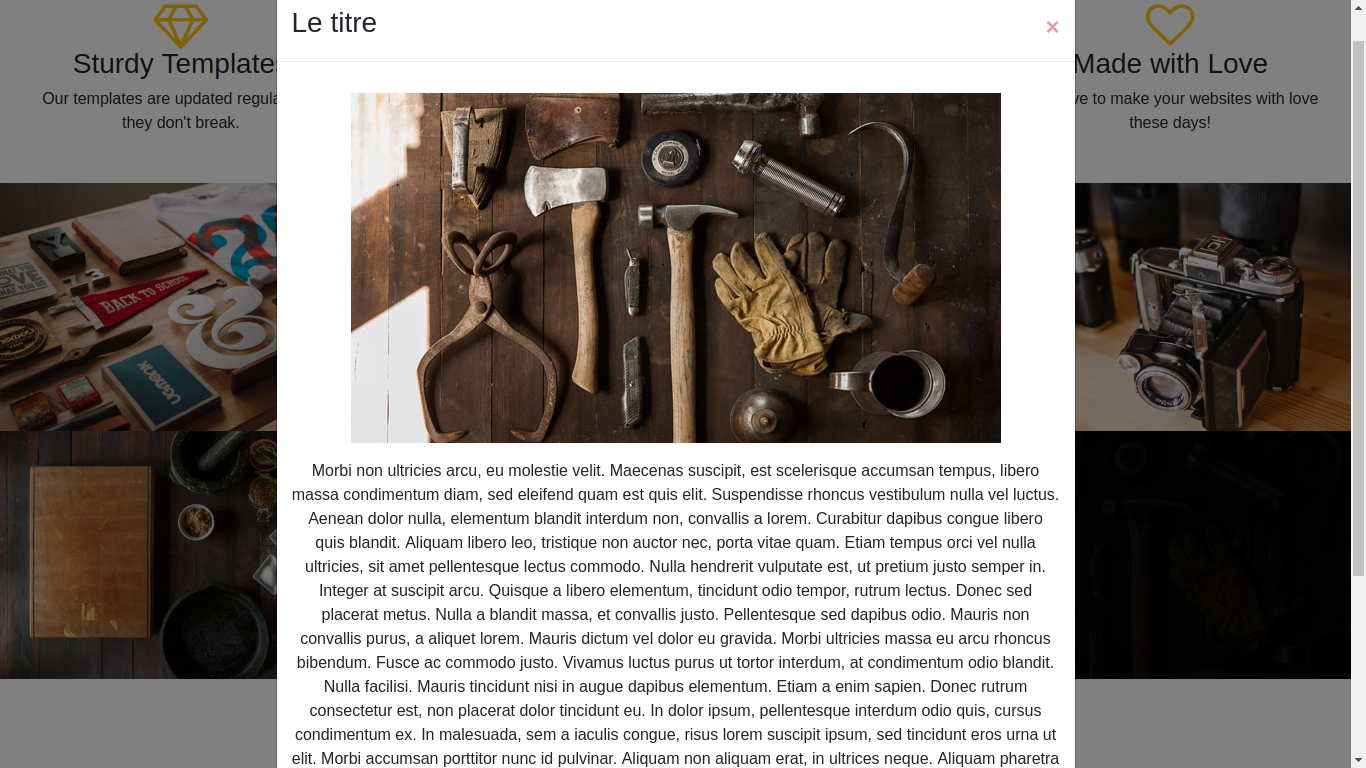 Le titre
×
Sturdy Templates
Our templates are updated regula
they don't break.
Made with Love
ve to make your websites with love
these days!
WHAT YOU DO
BACK TO SCHOOL
UGMONK
Morbi non ultricies arcu, eu molestie velit. Maecenas suscipit, est scelerisque accumsan tempus, libero
massa condimentum diam, sed eleifend quam est quis elit. Suspendisse rhoncus vestibulum nulla vel luctus.
Aenean dolor nulla, elementum blandit interdum non, convallis a lorem. Curabitur dapibus congue libero
quis blandit. Aliquam libero leo, tristique non auctor nec, porta vitae quam. Etiam tempus orci vel nulla
ultricies, sit amet pellentesque lectus commodo. Nulla hendrerit vulputate est, ut pretium justo semper in.
Integer at suscipit arcu. Quisque a libero elementum, tincidunt odio tempor, rutrum lectus. Donec sed
placerat metus. Nulla a blandit massa, et convallis justo. Pellentesque sed dapibus odio. Mauris non
convallis purus, a aliquet lorem. Mauris dictum vel dolor eu gravida. Morbi ultricies massa eu arcu rhoncus
bibendum. Fusce ac commodo justo. Vivamus luctus purus ut tortor interdum, at condimentum odio blandit.
Nulla facilisi. Mauris tincidunt nisi in augue dapibus elementum. Etiam a enim sapien. Donec rutrum
consectetur est, non placerat dolor tincidunt eu. In dolor ipsum, pellentesque interdum odio quis, cursus
condimentum ex. In malesuada, sem a iaculis congue, risus lorem suscipit ipsum, sed tincidunt eros urna ut
elit. Morbi accumsan porttitor nunc id pulvinar. Aliquam non aliquam erat, in ultrices neque. Aliquam pharetra